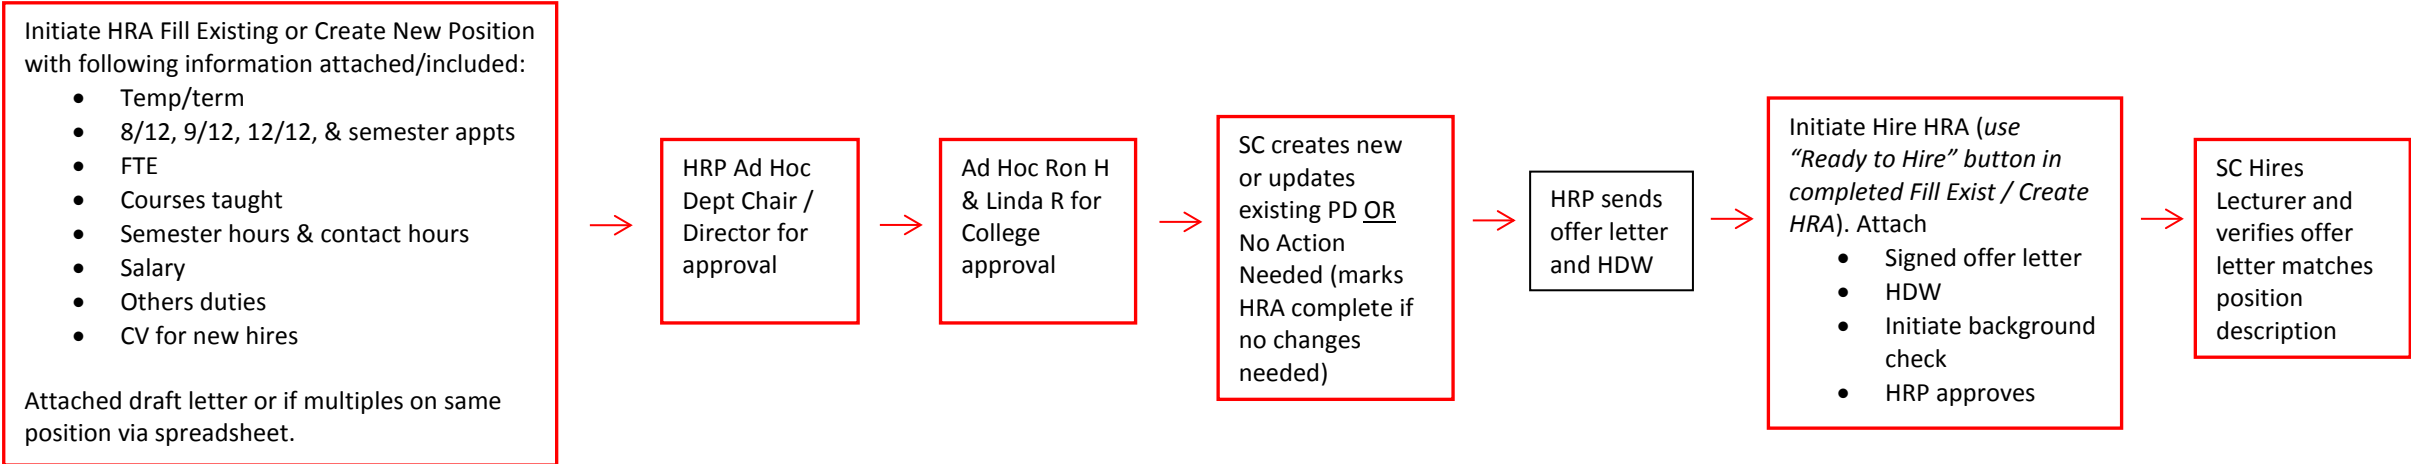 Initiate HRA Fill Existing or Create New Position
with following information attached/included:
• Temp/term
• 8/12, 9/12, 12/12, & semester appts
• FTE
• Courses taught
• Semester hours & contact hours
• Salary
• Others duties
• CV for new hires
Attached draft letter or if multiples on same
position via spreadsheet.
HRP Ad Hoc
Dept Chair /
Director for
approval
Ad Hoc Ron H
& Linda R for
College
approval
SC creates new
or updates
existing PD OR
No Action
Needed (marks
HRA complete if
no changes
needed)
HRP sends
offer letter
and HDW
Initiate Hire HRA (use
“Ready to Hire” button in
completed Fill Exist / Create
HRA). Attach
• Signed offer letter
• HDW
• Initiate background
check
• HRP approves
SC Hires
Lecturer and
verifies offer
letter matches
position
description